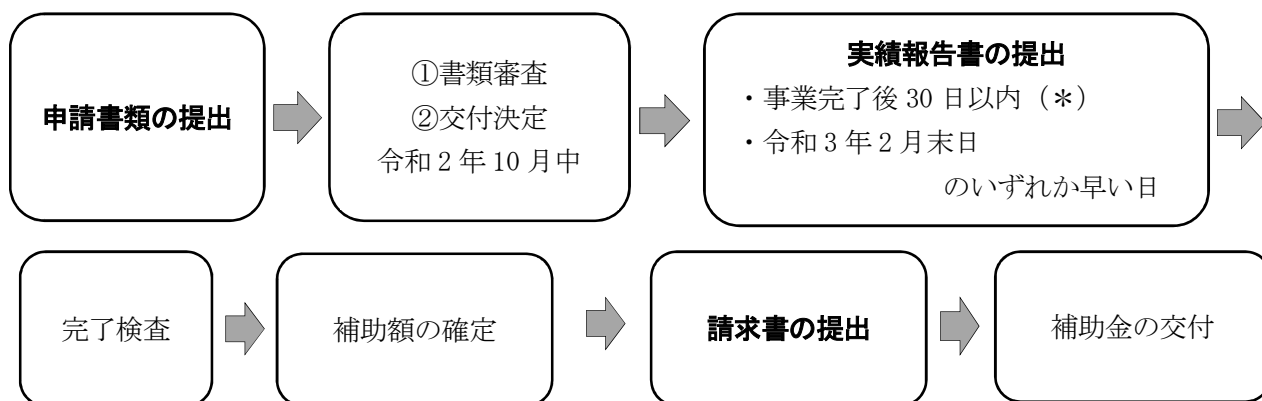 申請書類の提出
①書類審査
②交付決定
令和2年10月中
実績報告書の提出
・事業完了後30日以内（＊）
・令和3年2月末日
のいずれか早い日
完了検査
補助額の確定
請求書の提出
補助金の交付